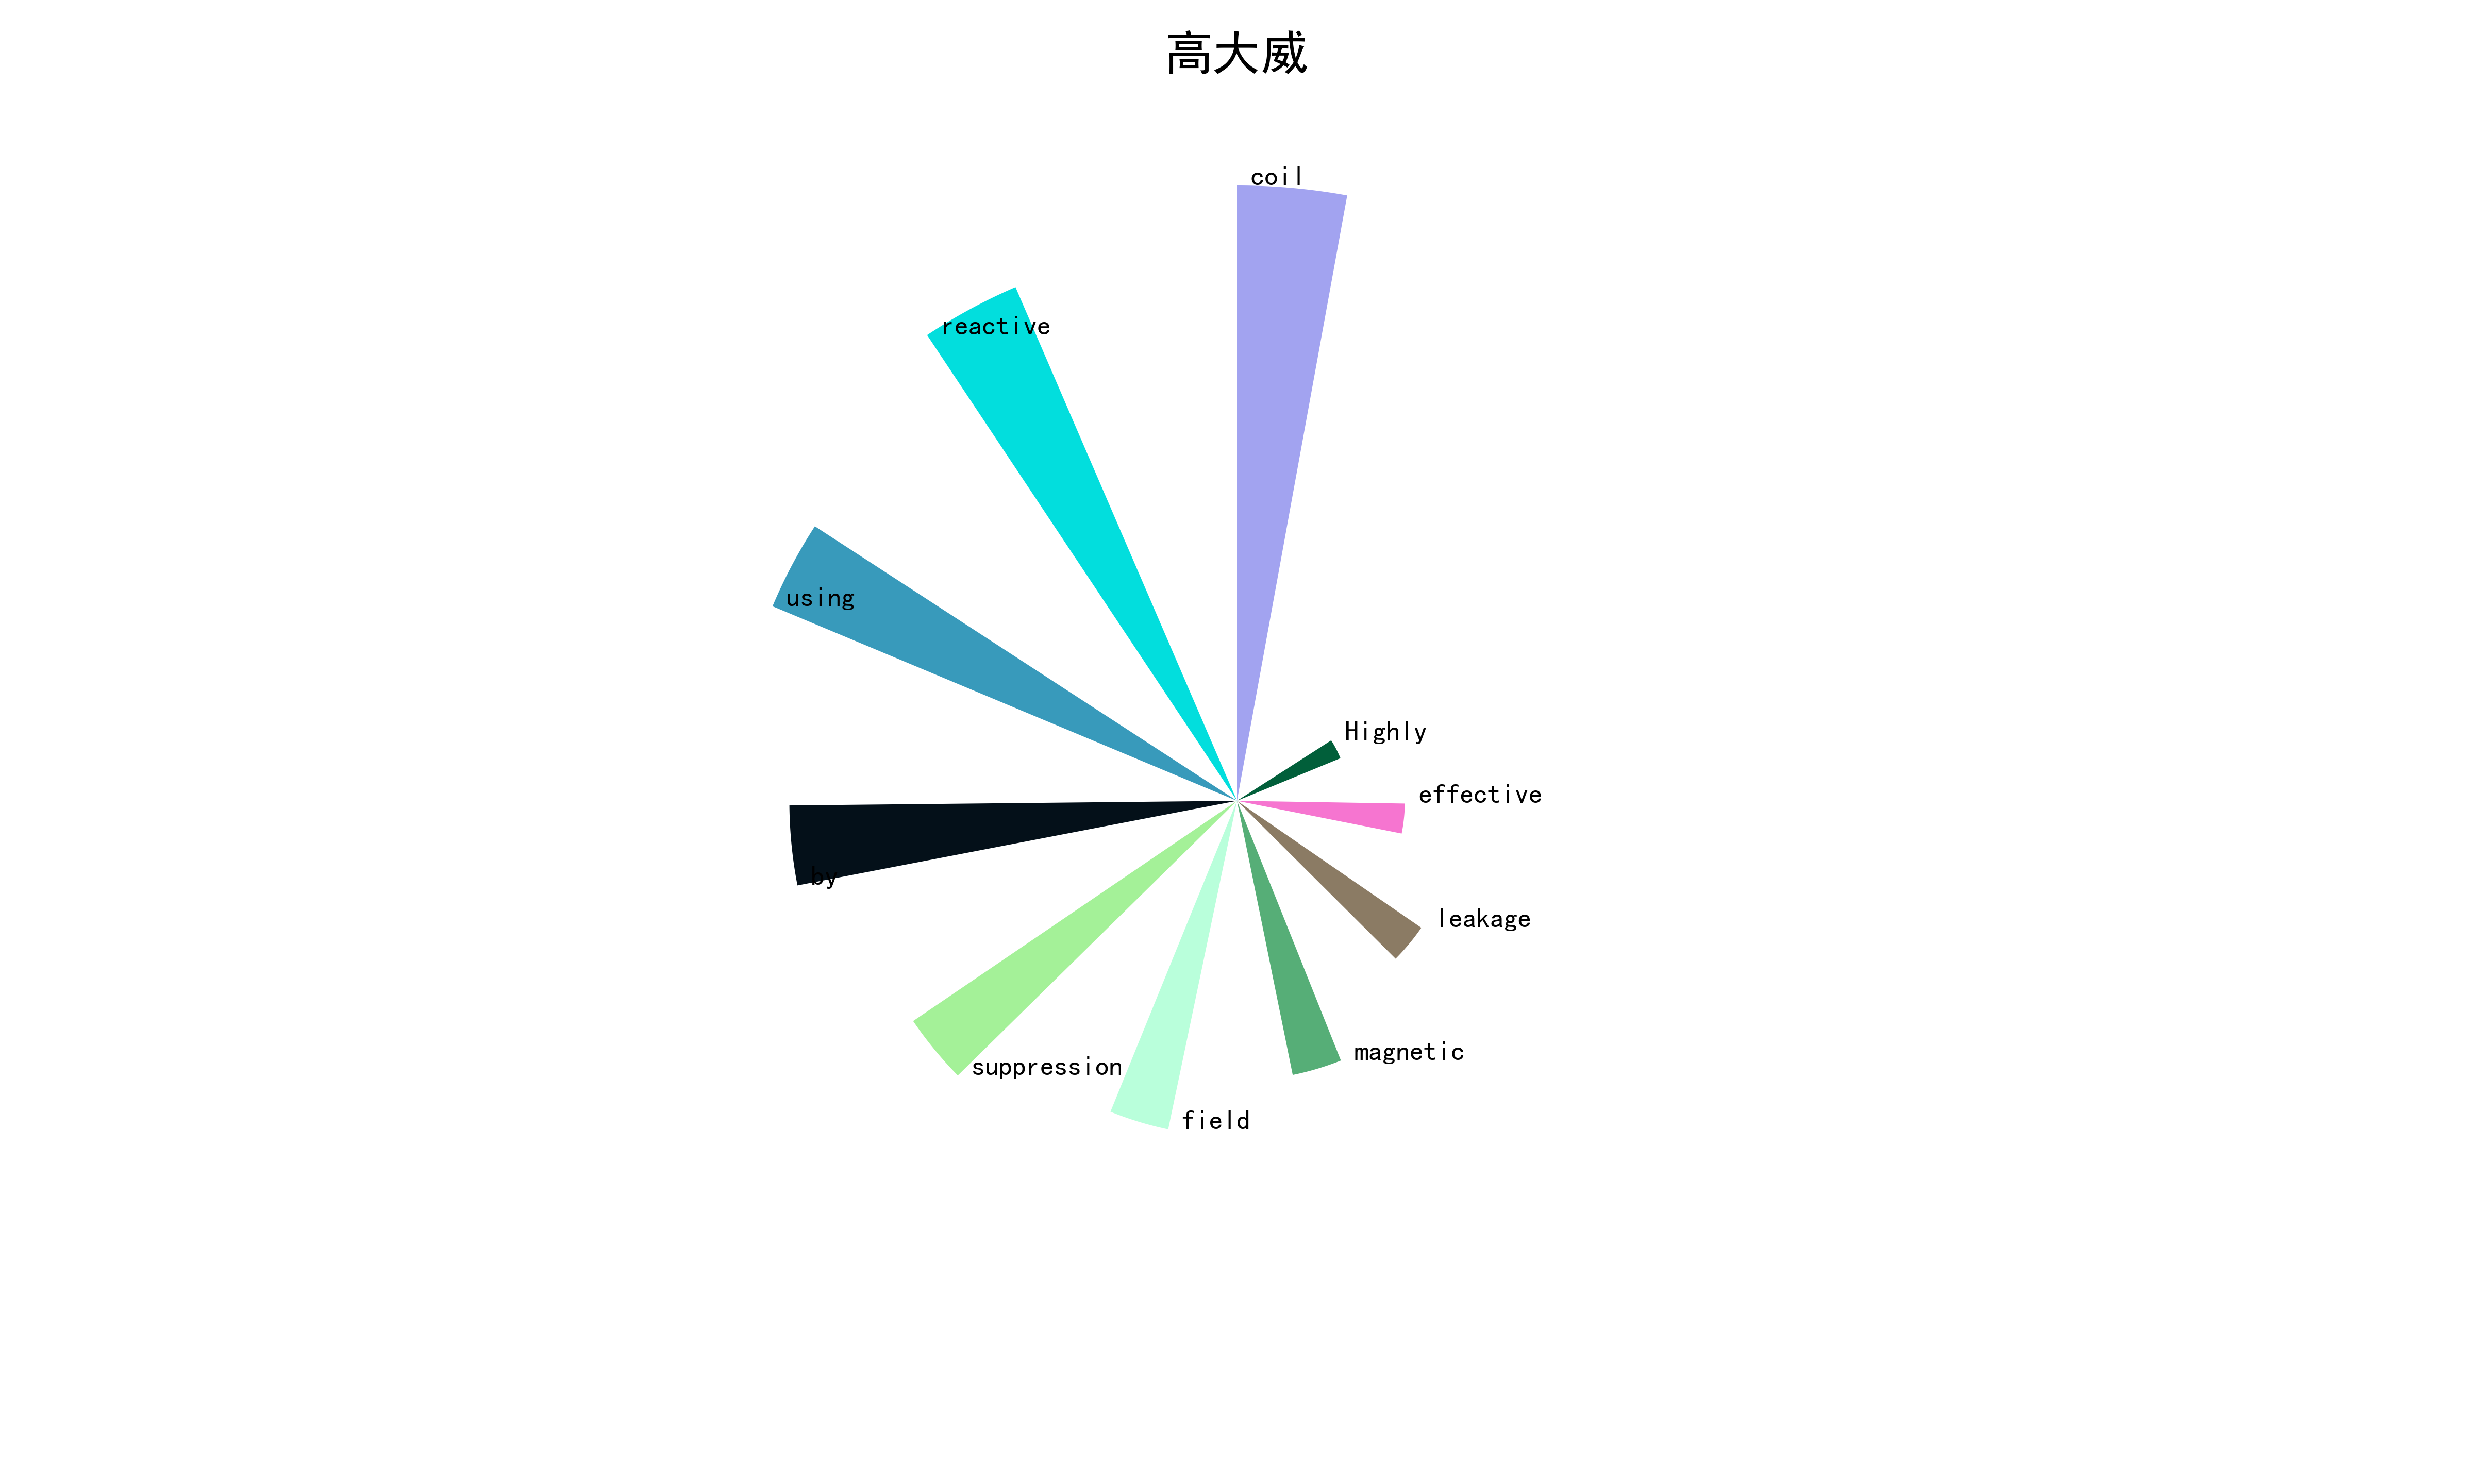 高大威
coil
reactive
using
Highly
effective
by
leakage
magnetic
suppression
field